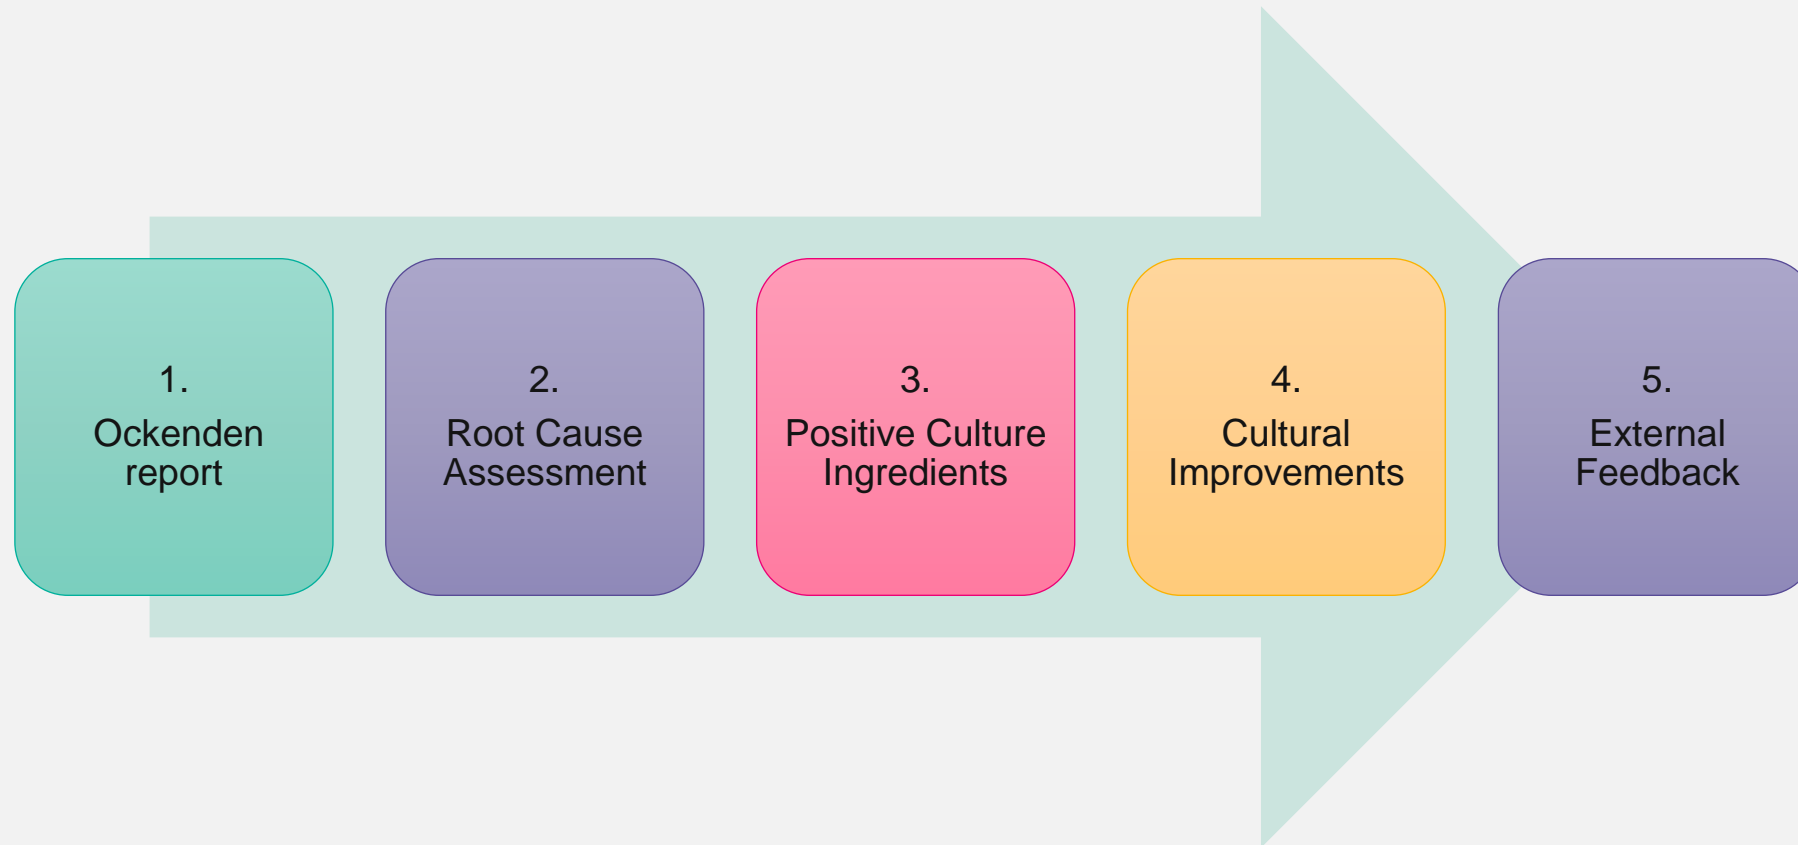 1.
Ockenden
report
2.
Root Cause
Assessment
3.
Positive Culture
Ingredients
4.
Cultural
Improvements
5.
External
Feedback